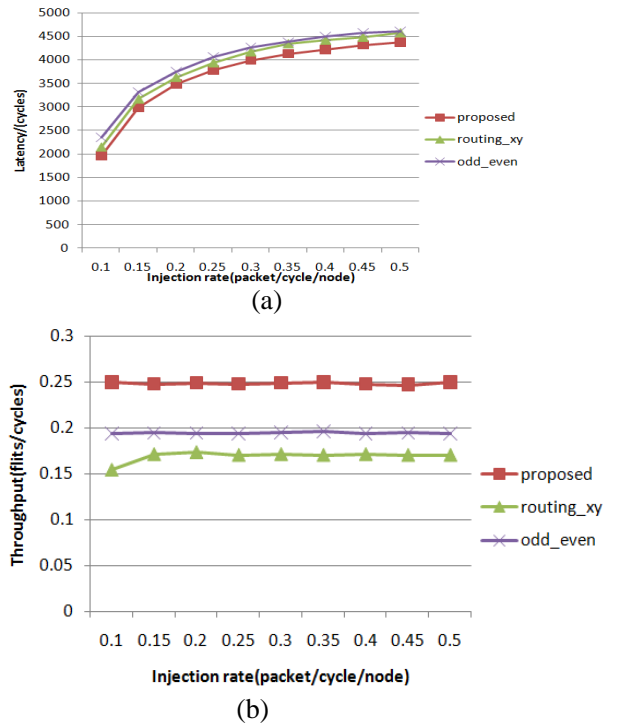 5000
4500
4000
3500
3000
2500
2000
1500
1000
500
0
Latency/(cycles)
0.1 0.15 0.2 0.25 0.3 0.35 0.4 0.45 0.5
Injection rate(packet/cycle/node)
proposed
routing_xy
odd_even
(a)
0.3
0.25
0.2
0.15
0.1
0.05
0
Throughput(flits/cycles)
0.1 0.15 0.2 0.25 0.3 0.35 0.4 0.45 0.5
Injection rate(packet/cycle/node)
proposed
routing_xy
odd_even
(b)